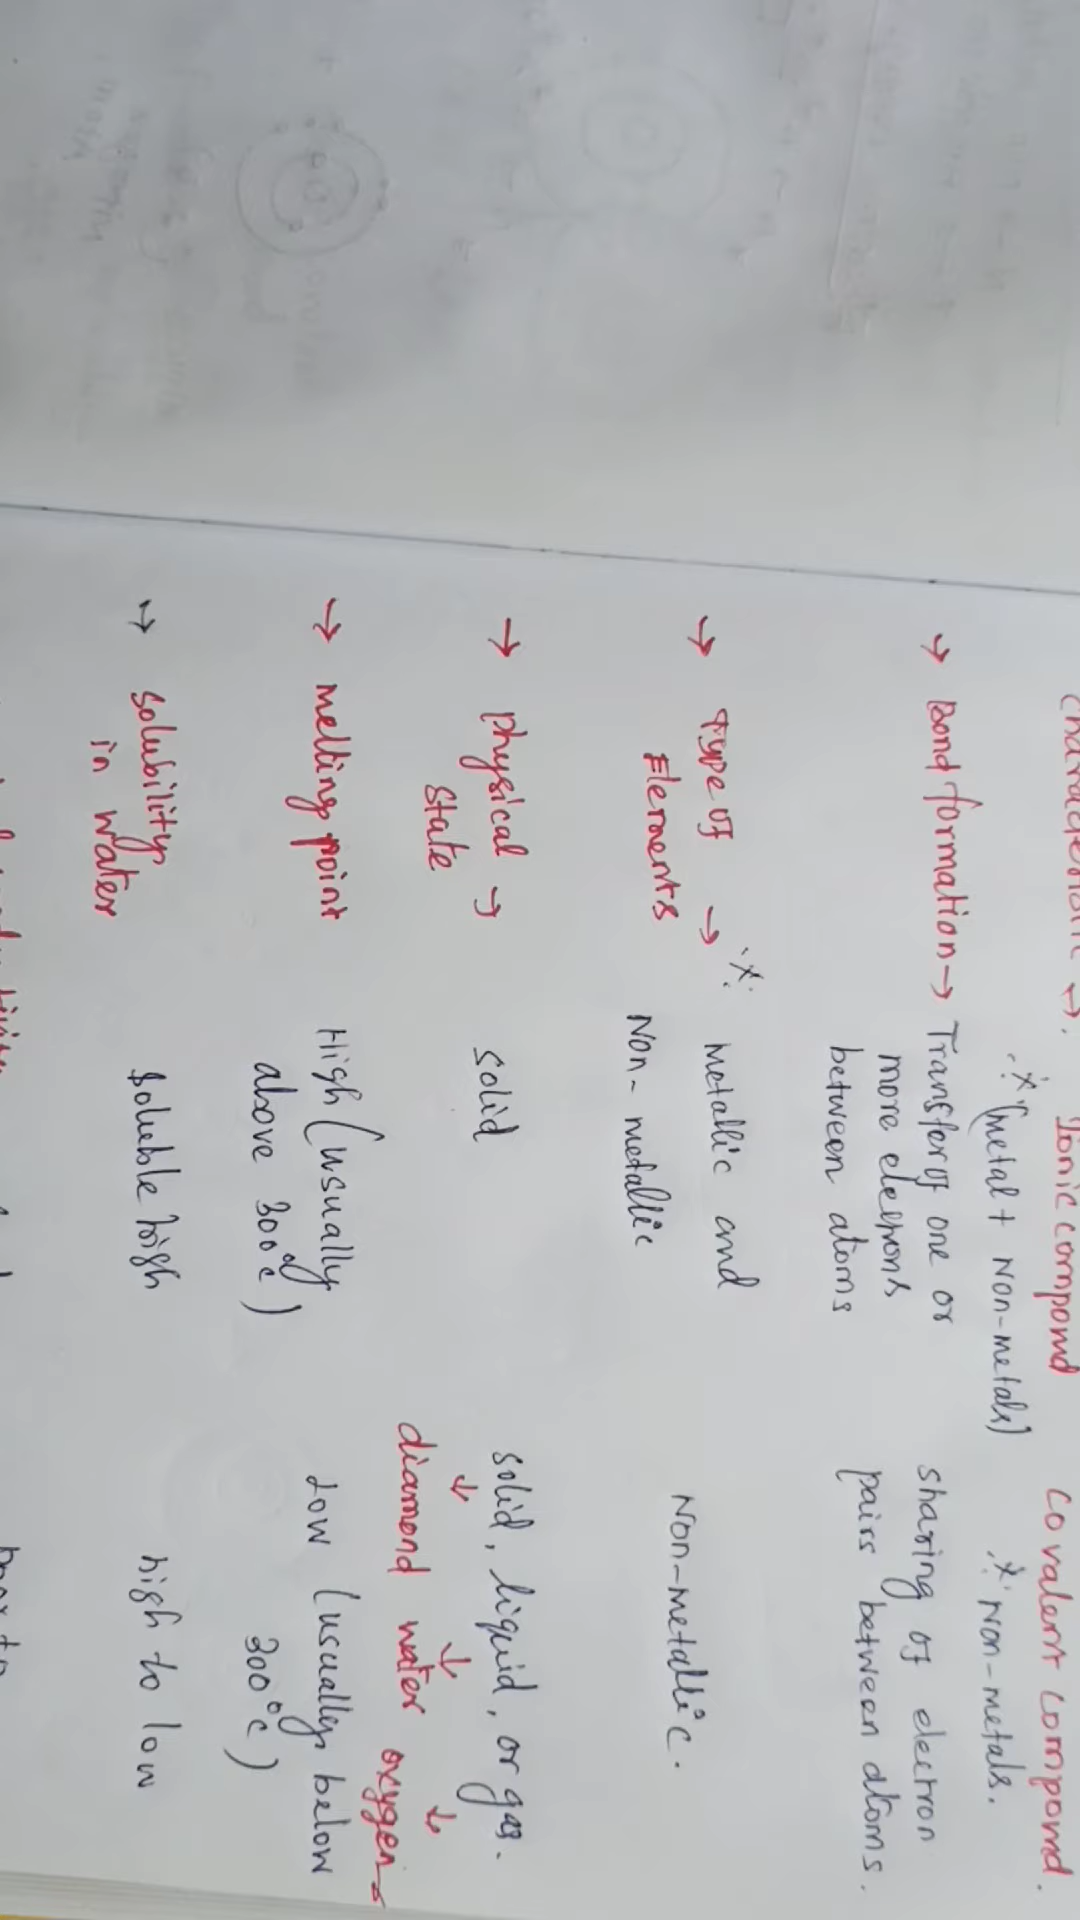 →. Ionic compond Covalent compond.
(metal + Non-metals) Non-metals.
→ Bond formation → Transfer of one or sharing of electron
more electrons pairs between atoms.
between atoms
→ Type of → metallic and Non-metallic.
Elements Non-metallic
→ Physical → solid solid, liquid, or gas.
state ↓ ↓ ↓
diamond water oxygen
→ melting point High (usually Low (usually below
above 300°C) 300°C)
→ solubility soluble high high to low
in water